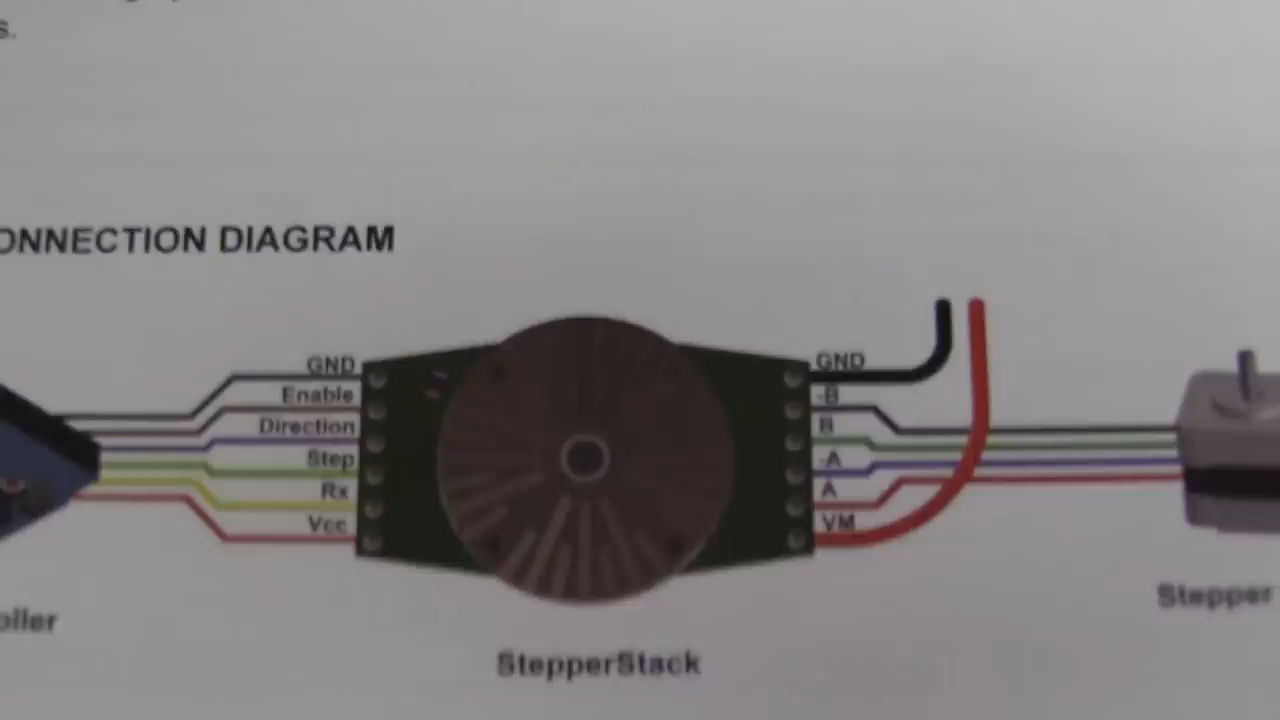 s.
ONNECTION DIAGRAM
GND
Enable
Direction
Step
Rx
Vcc
GND
-B
B
-A
A
VM
oller
StepperStack
Stepper